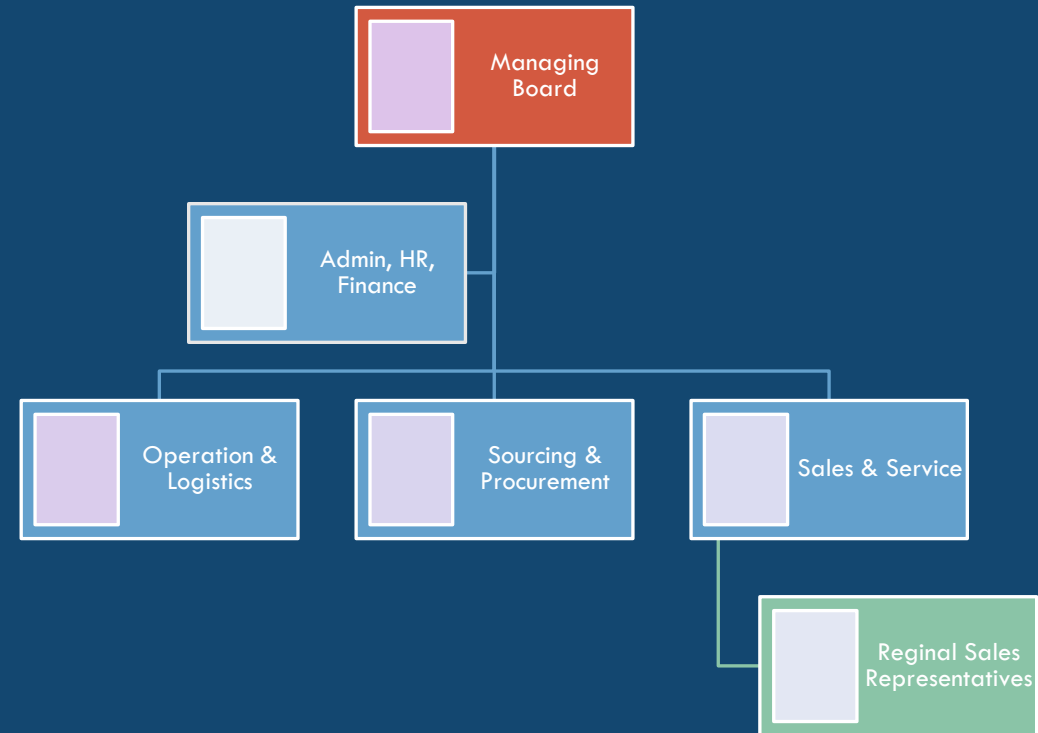 Managing
Board
Admin, HR,
Finance
Operation &
Logistics
Sourcing &
Procurement
Sales & Service
Reginal Sales
Representatives